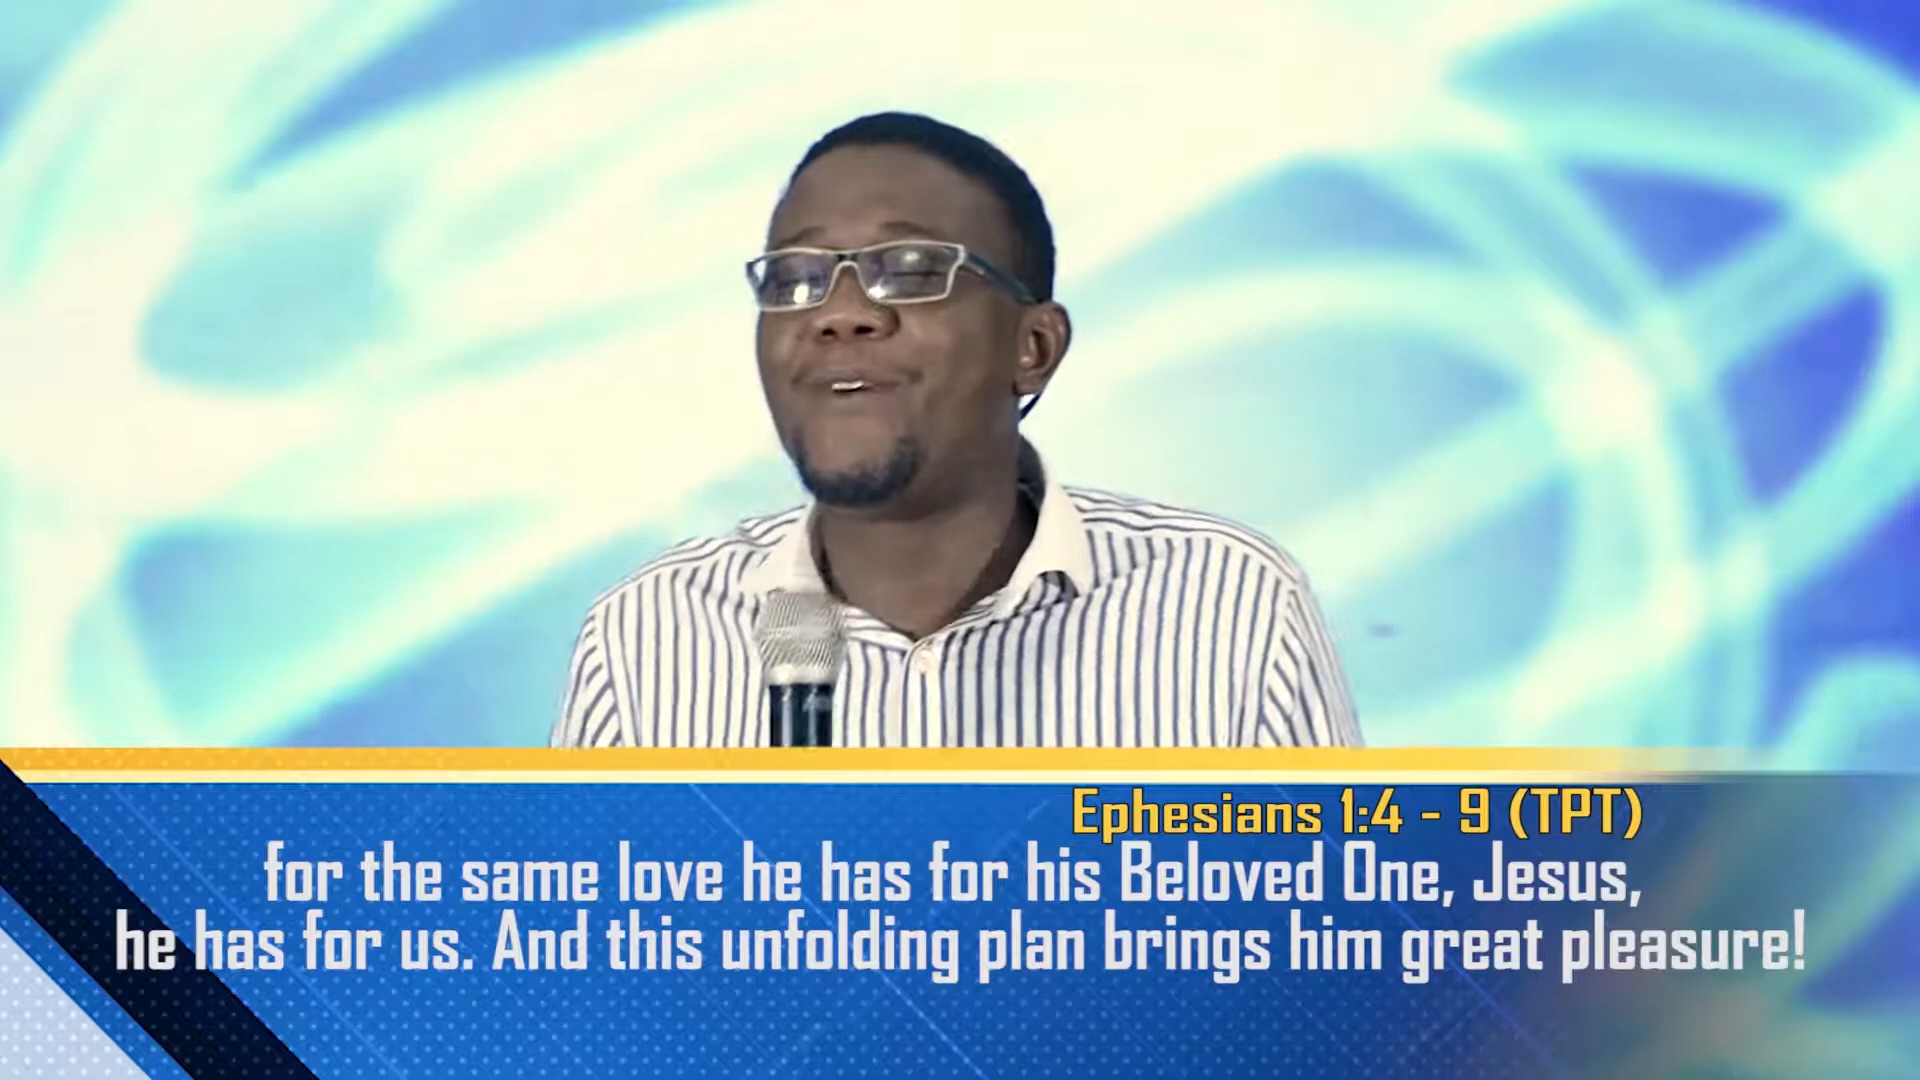 Ephesians 1:4 - 9 (TPT)
for the same love he has for his Beloved One, Jesus,
he has for us. And this unfolding plan brings him great pleasure!